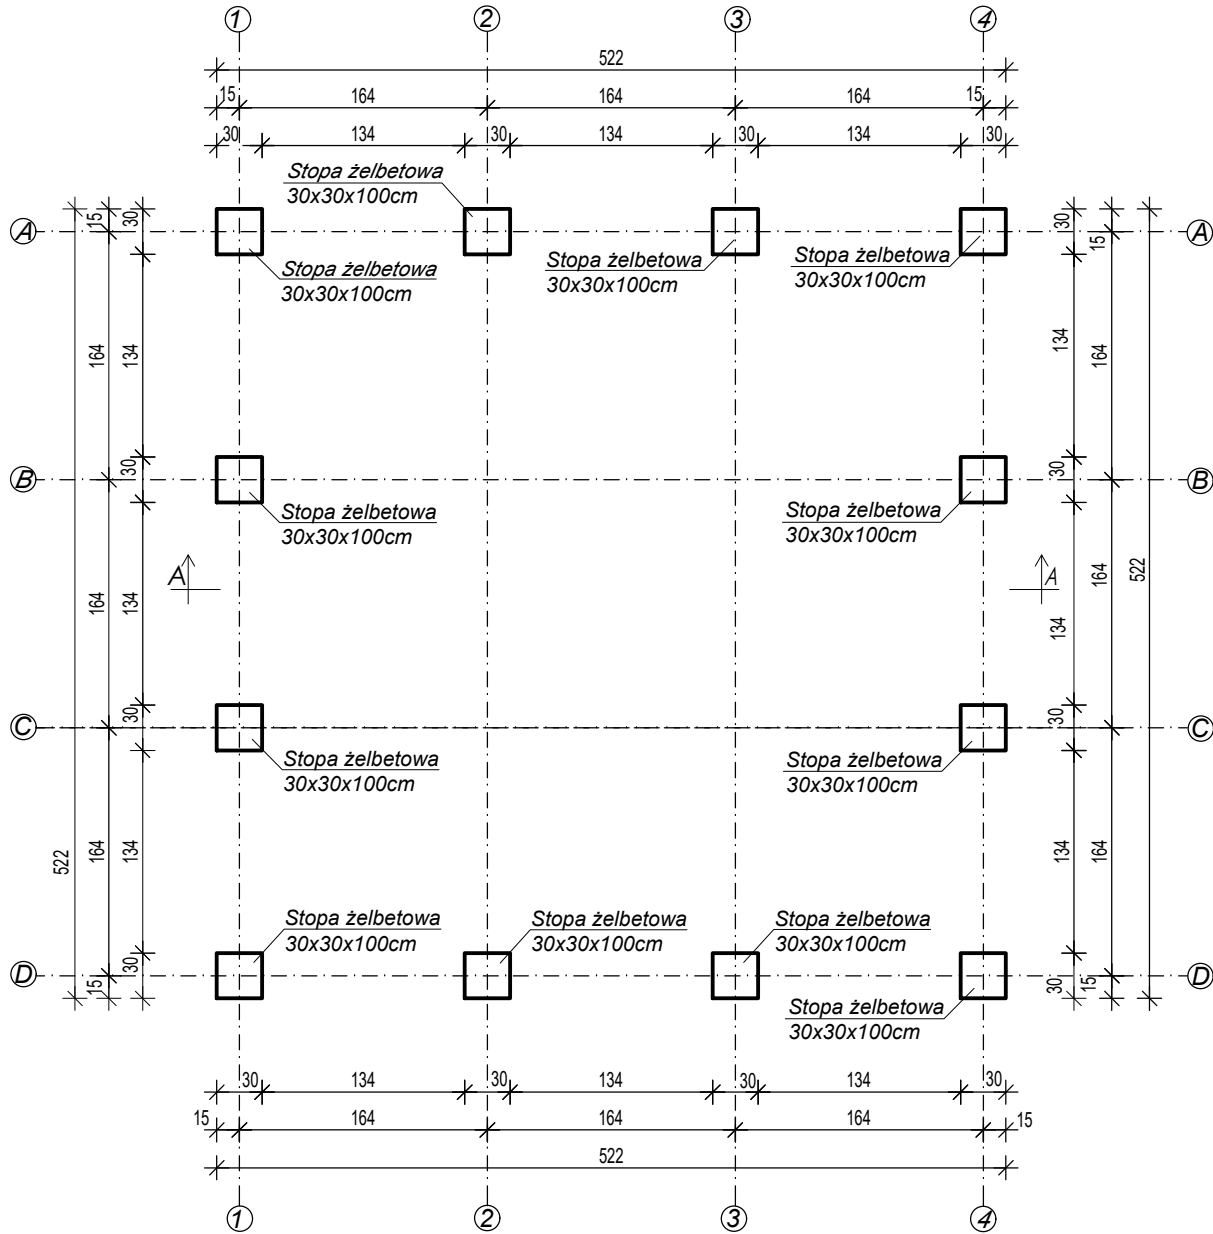 1 2 3 4
522
15 164 164 164 15
30 134 30 134 30 134 30
Stopa żelbetowa
30x30x100cm
A 15 30 30 15 A
Stopa żelbetowa
30x30x100cm
Stopa żelbetowa
30x30x100cm
Stopa żelbetowa
30x30x100cm
164 134 134 164
B 30 30 B
Stopa żelbetowa
30x30x100cm
Stopa żelbetowa
30x30x100cm
A A
164 134 134 164 522
C 30 30 C
Stopa żelbetowa
30x30x100cm
Stopa żelbetowa
30x30x100cm
522 164 134 134 164
Stopa żelbetowa
30x30x100cm
Stopa żelbetowa
30x30x100cm
Stopa żelbetowa
30x30x100cm
D 15 30 30 15 D
Stopa żelbetowa
30x30x100cm
30 134 30 134 30 134 30
15 164 164 164 15
522
1 2 3 4